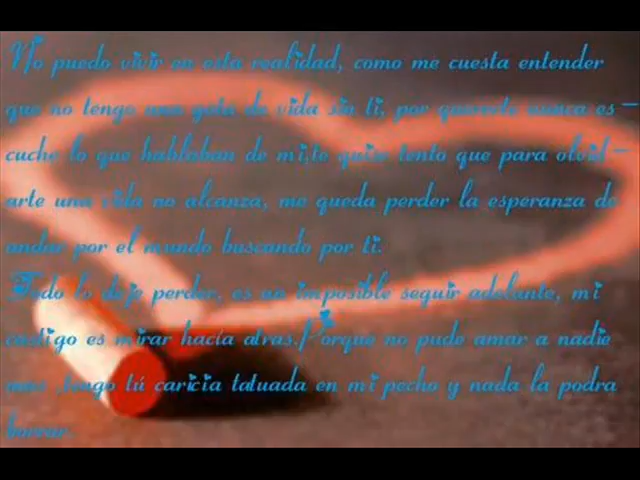 No puedo vivir en esta realidad, como me cuesta entender
que no tengo una gota de vida sin ti, por quererte nunca es-
cuche lo que hablaban de mi,te quise tanto que para olvid-
arte una vida no alcanza, me queda perder la esperanza de
andar por el mundo buscando por ti.
Todo lo deje perder, es un imposible seguir adelante, mi
castigo es mirar hacía atras.Porque no pude amar a nadie
mas ,tengo tú caricia tatuada en mi pecho y nada la podra
borrar.